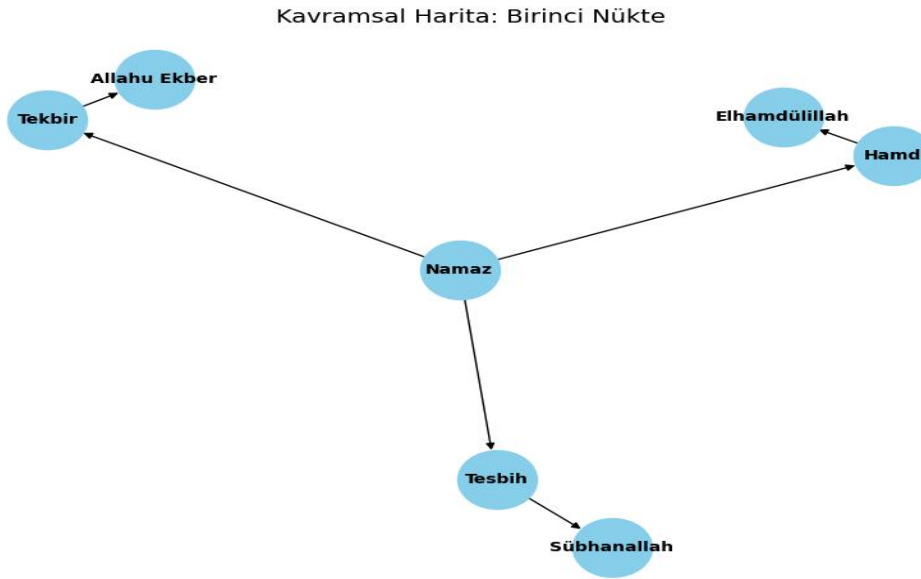 Kavramsal Harita: Birinci Nükte
Allahu Ekber
Tekbir
Elhamdülillah
Hamd
Namaz
Tesbih
Sübhanallah